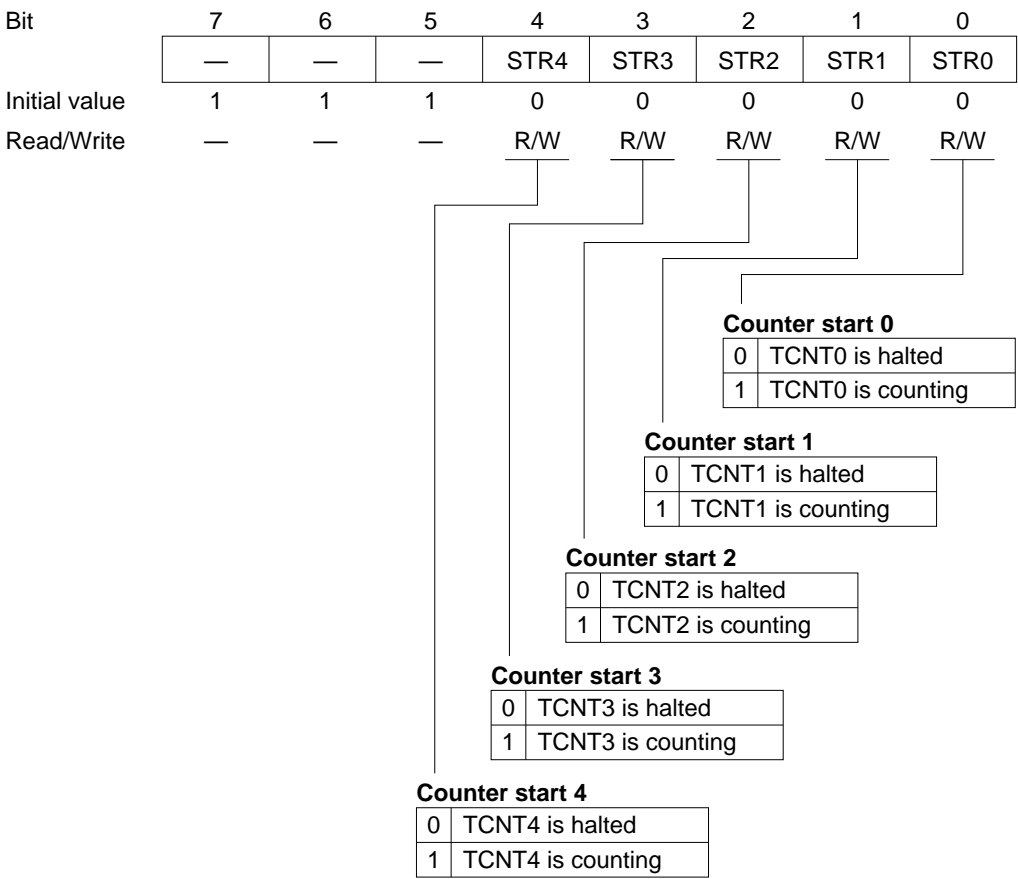 Bit 7 6 5 4 3 2 1 0
— — — STR4 STR3 STR2 STR1 STR0
Initial value 1 1 1 0 0 0 0 0
Read/Write — — — R/W R/W R/W R/W R/W
Counter start 0
0 TCNT0 is halted
1 TCNT0 is counting
Counter start 1
0 TCNT1 is halted
1 TCNT1 is counting
Counter start 2
0 TCNT2 is halted
1 TCNT2 is counting
Counter start 3
0 TCNT3 is halted
1 TCNT3 is counting
Counter start 4
0 TCNT4 is halted
1 TCNT4 is counting